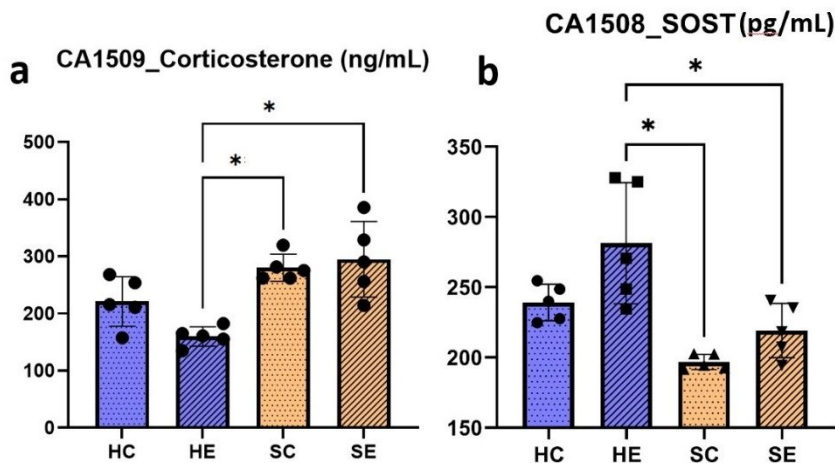 a
CA1509_Corticosterone (ng/mL)
500
400
300
200
100
0
*
*
HC
HE
SC
SE
b
CA1508_SOST(pg/mL)
350
300
250
200
150
*
*
HC
HE
SC
SE